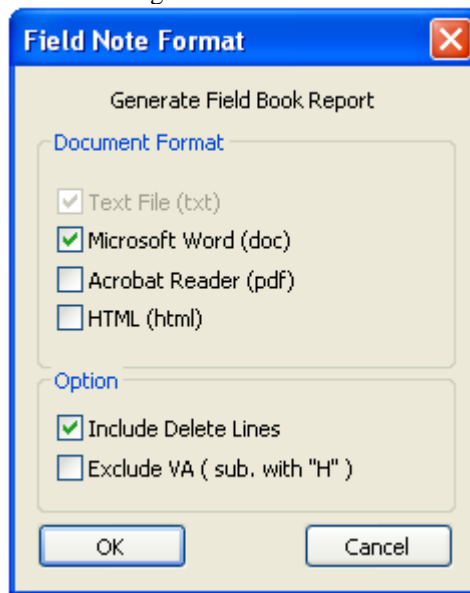 Field Note Format
Generate Field Book Report
Document Format
Text File (txt)
Microsoft Word (doc)
Acrobat Reader (pdf)
HTML (html)
Option
Include Delete Lines
Exclude VA ( sub. with "H" )
OK Cancel